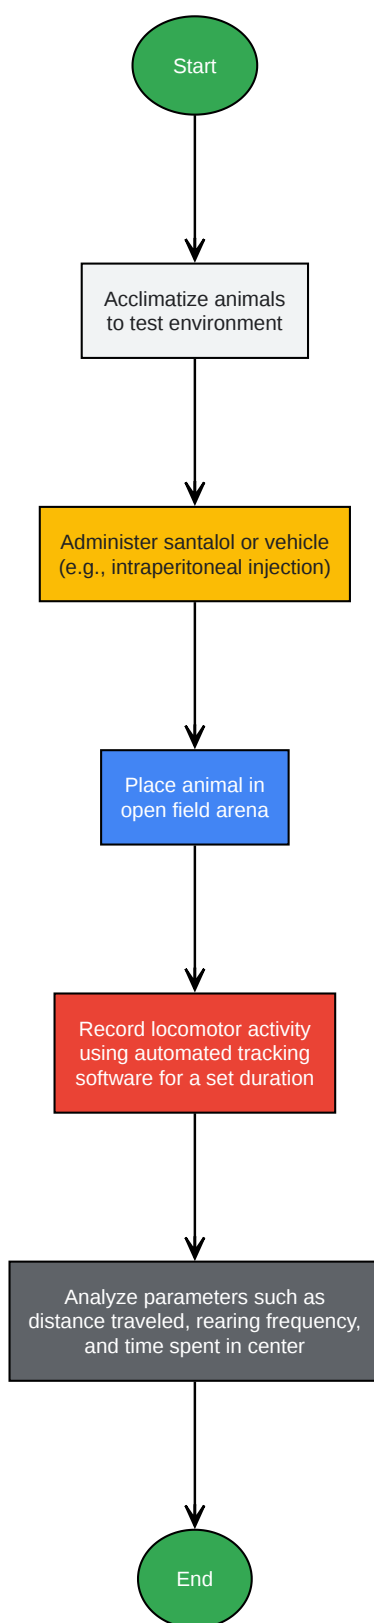 Start
Acclimatize animals
to test environment
Administer santalol or vehicle
(e.g., intraperitoneal injection)
Place animal in
open field arena
Record locomotor activity
using automated tracking
software for a set duration
Analyze parameters such as
distance traveled, rearing frequency,
and time spent in center
End